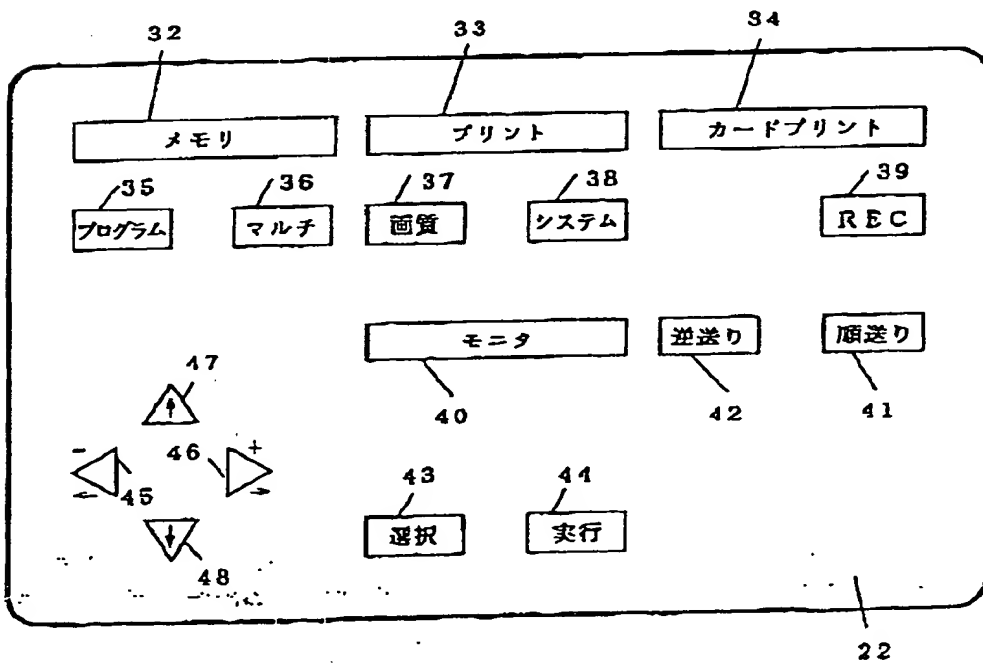 32 33 34
メモリ プリント カードプリント
35 36 37 38 39
プログラム マルチ 画質 システム REC
モニタ 逆送り 順送り
47
40 42 41
- 46 + 43 44
← 45 →
↑
選択 実行
↓
48
22